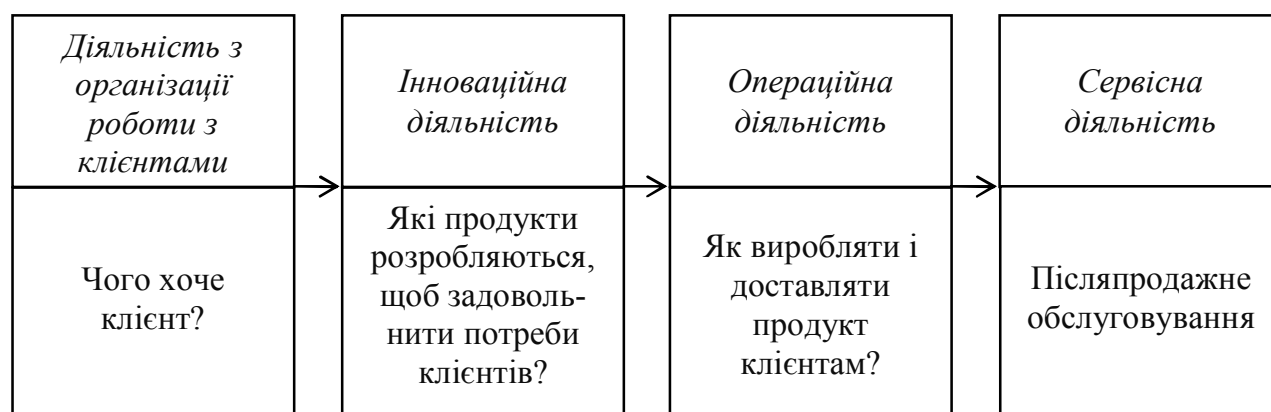 Діяльність з
організації
роботи з
клієнтами
Чого хоче
клієнт?
Інноваційна
діяльність
Які продукти
розробляються,
щоб задоволь-
нити потреби
клієнтів?
Операційна
діяльність
Як виробляти і
доставляти
продукт
клієнтам?
Сервісна
діяльність
Післяпродажне
обслуговування